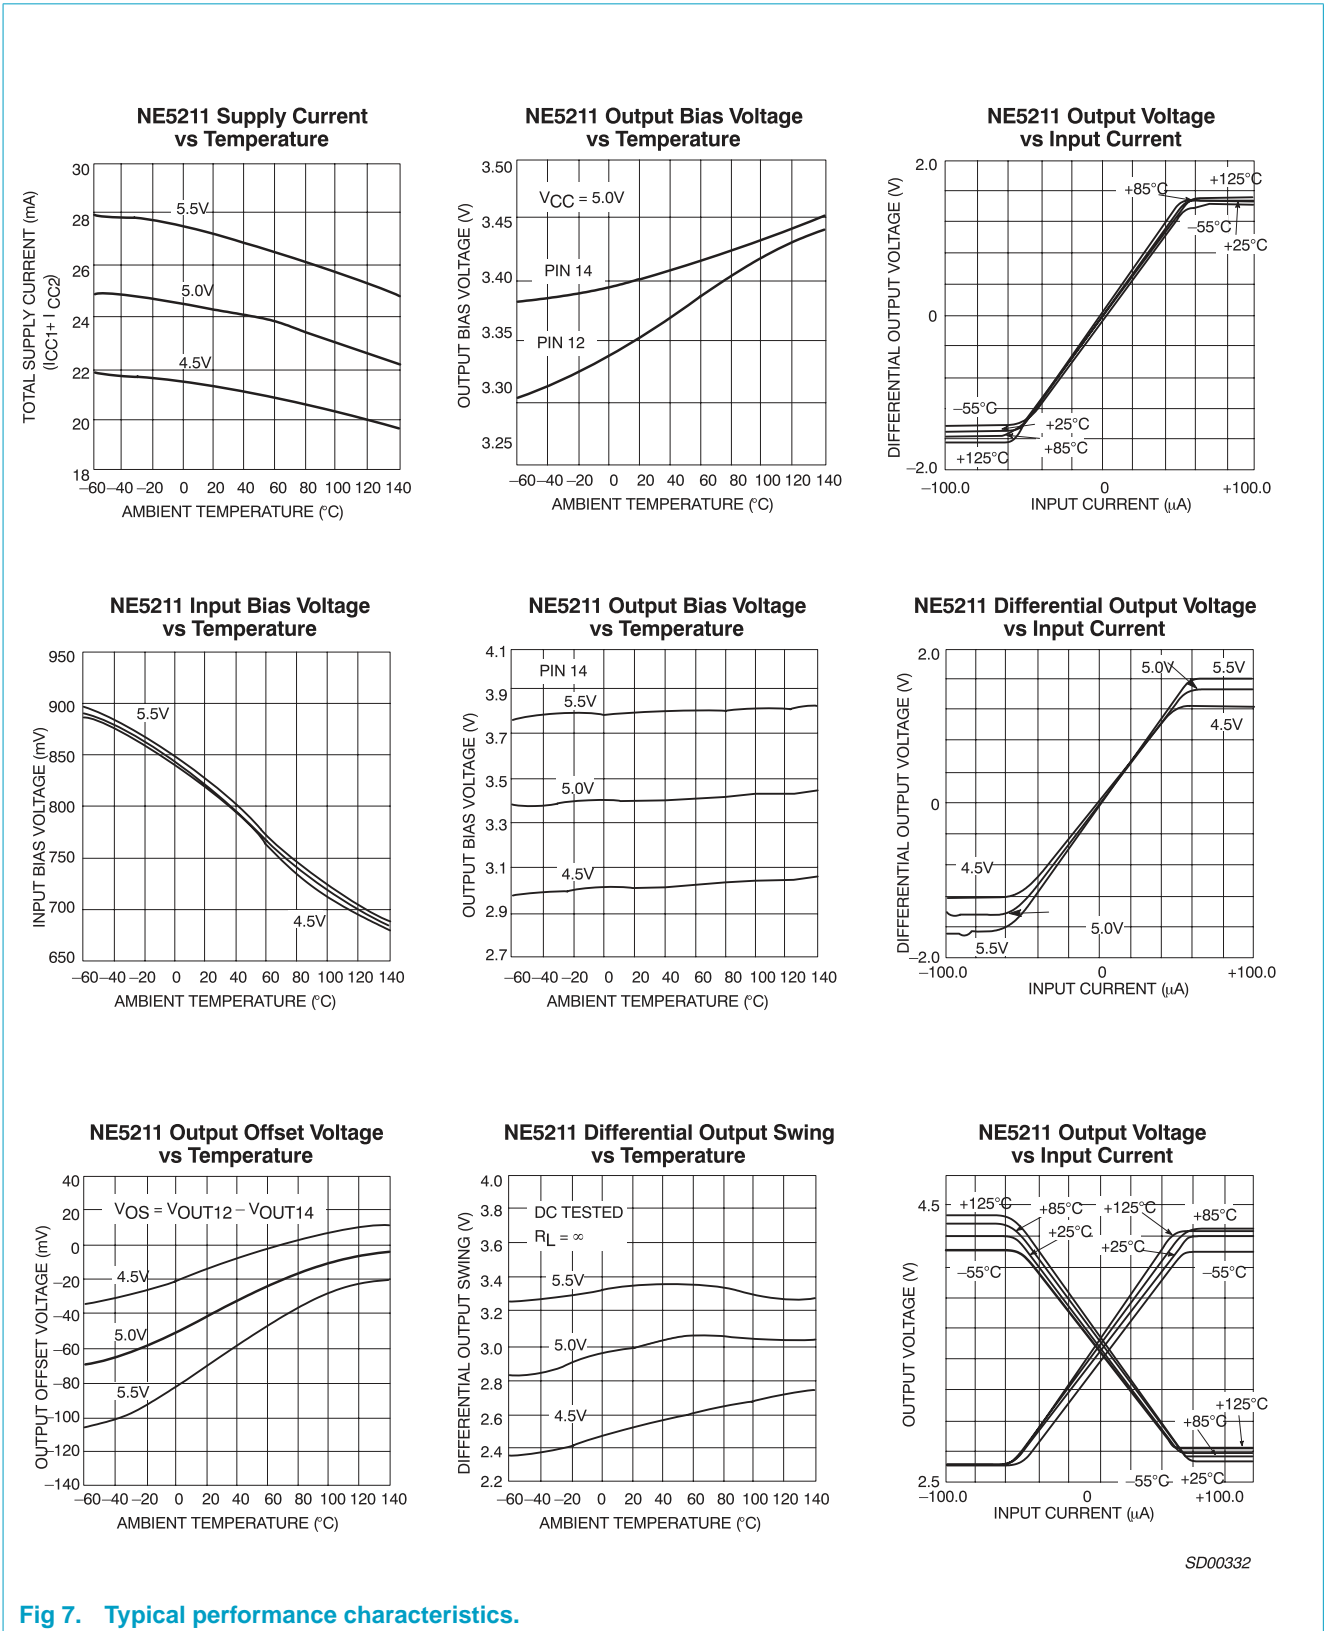 NE5211 Supply Current
vs Temperature
30
28
26
24
22
20
18
5.5V
5.0V
4.5V
TOTAL SUPPLY CURRENT (mA)
(ICC1+ I CC2)
–60–40 –20 0 20 40 60 80 100 120 140
AMBIENT TEMPERATURE (°C)
NE5211 Output Bias Voltage
vs Temperature
3.50
3.45
3.40
3.35
3.30
3.25
VCC = 5.0V
PIN 14
PIN 12
OUTPUT BIAS VOLTAGE (V)
–60–40 –20 0 20 40 60 80 100 120 140
AMBIENT TEMPERATURE (°C)
NE5211 Output Voltage
vs Input Current
2.0
0
–2.0
+85°C
+125°C
–55°C
+25°C
–55°C
+25°C
+85°C
+125°C
DIFFERENTIAL OUTPUT VOLTAGE (V)
–100.0 0 +100.0
INPUT CURRENT (µA)
NE5211 Input Bias Voltage
vs Temperature
950
900
850
800
750
700
650
5.5V
4.5V
INPUT BIAS VOLTAGE (mV)
–60–40 –20 0 20 40 60 80 100 120 140
AMBIENT TEMPERATURE (°C)
NE5211 Output Bias Voltage
vs Temperature
4.1
3.9
3.7
3.5
3.3
3.1
2.9
2.7
PIN 14
5.5V
5.0V
4.5V
OUTPUT BIAS VOLTAGE (V)
–60–40 –20 0 20 40 60 80 100 120 140
AMBIENT TEMPERATURE (°C)
NE5211 Differential Output Voltage
vs Input Current
2.0
0
–2.0
5.0V
5.5V
4.5V
4.5V
5.0V
5.5V
DIFFERENTIAL OUTPUT VOLTAGE (V)
–100.0 0 +100.0
INPUT CURRENT (µA)
NE5211 Output Offset Voltage
vs Temperature
40
20
0
–20
–40
–60
–80
–100
–120
–140
VOS = VOUT12 – VOUT14
4.5V
5.0V
5.5V
OUTPUT OFFSET VOLTAGE (mV)
–60–40 –20 0 20 40 60 80 100 120 140
AMBIENT TEMPERATURE (°C)
NE5211 Differential Output Swing
vs Temperature
4.0
3.8
3.6
3.4
3.2
3.0
2.8
2.6
2.4
2.2
DC TESTED
RL = ∞
5.5V
5.0V
4.5V
DIFFERENTIAL OUTPUT SWING (V)
–60–40 –20 0 20 40 60 80 100 120 140
AMBIENT TEMPERATURE (°C)
NE5211 Output Voltage
vs Input Current
4.5
2.5
+125°C
+85°C
+25°C
–55°C
+125°C
+85°C
+25°C
–55°C
+125°C
+85°C
–55°C
+25°C
OUTPUT VOLTAGE (V)
–100.0 0 +100.0
INPUT CURRENT (µA)
SD00332
Fig 7. Typical performance characteristics.